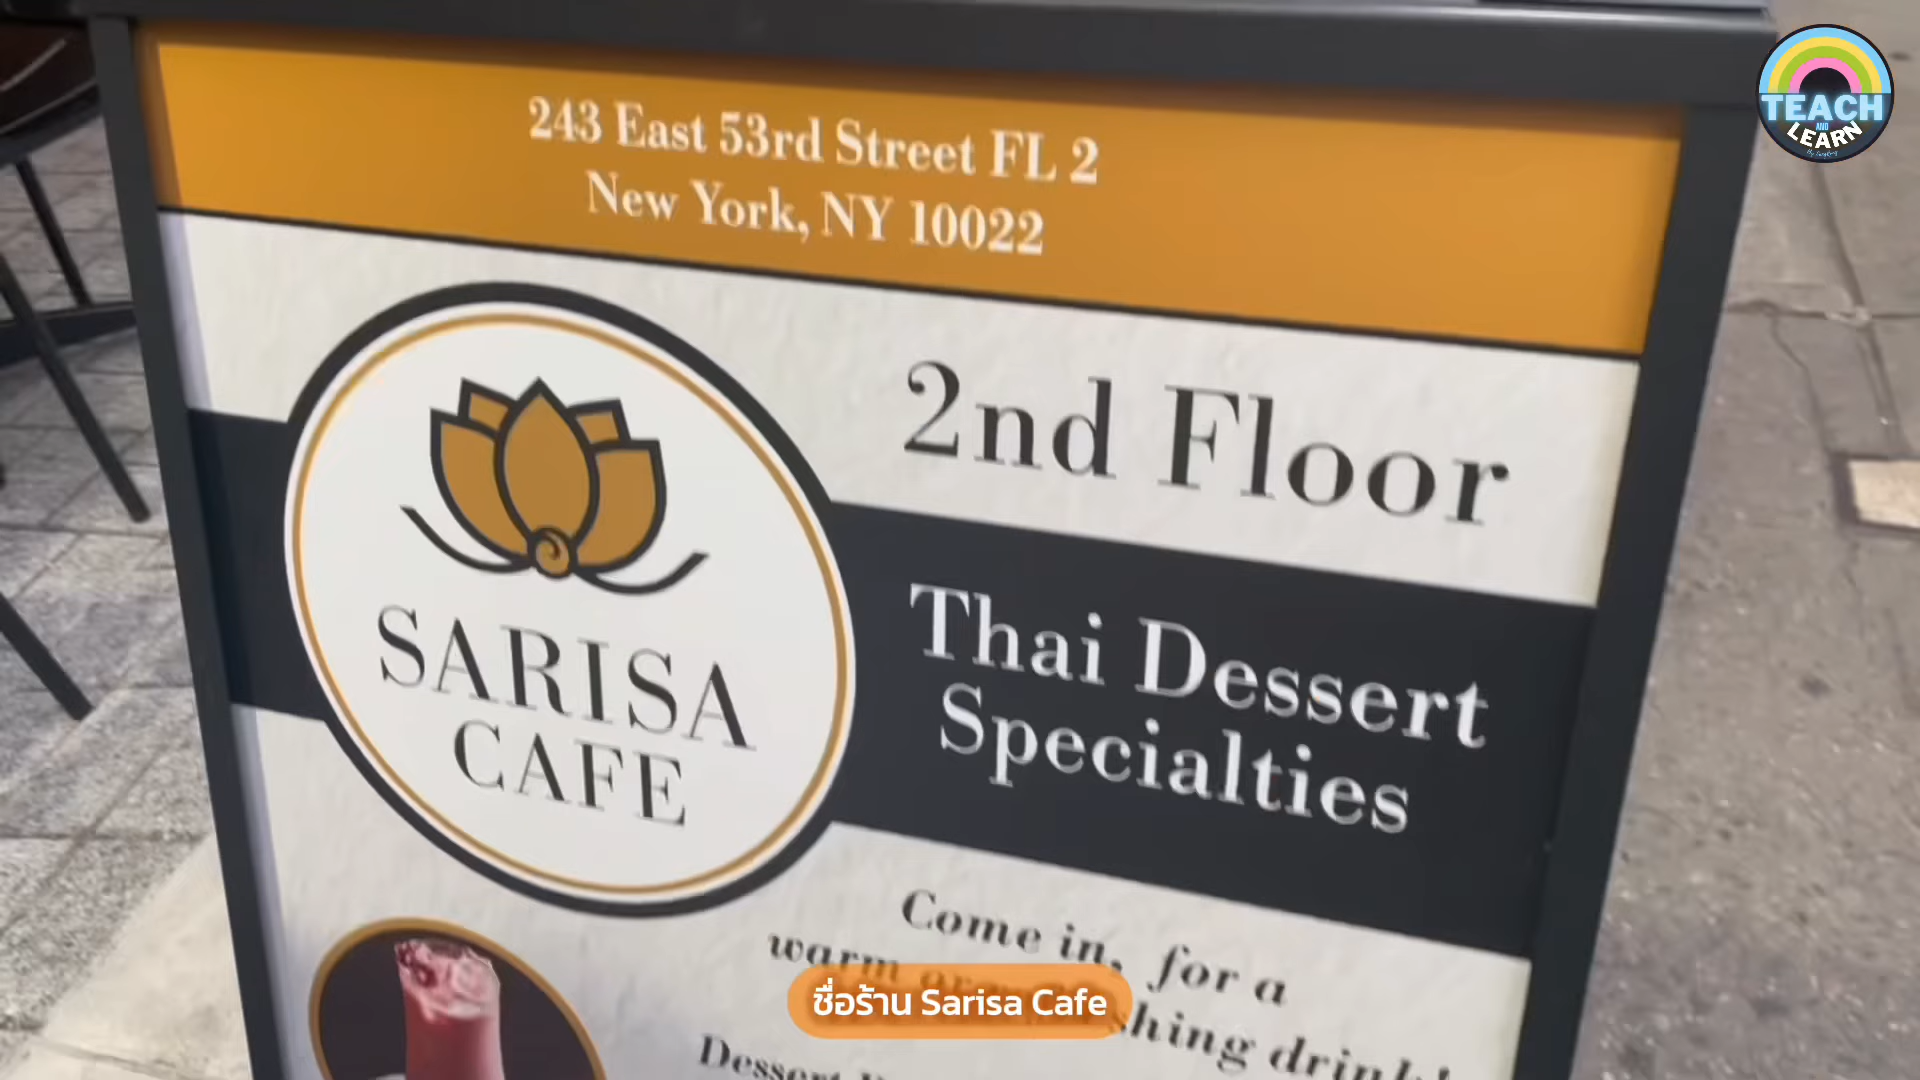 243 East 53rd Street FL 2
New York, NY 10022
2nd Floor
SARISA
CAFE
Thai Dessert
Specialties
Come in, for a
warm or
drink!
Dessert
ชื่อร้าน Sarisa Cafe
TEACH
AND
LEARN